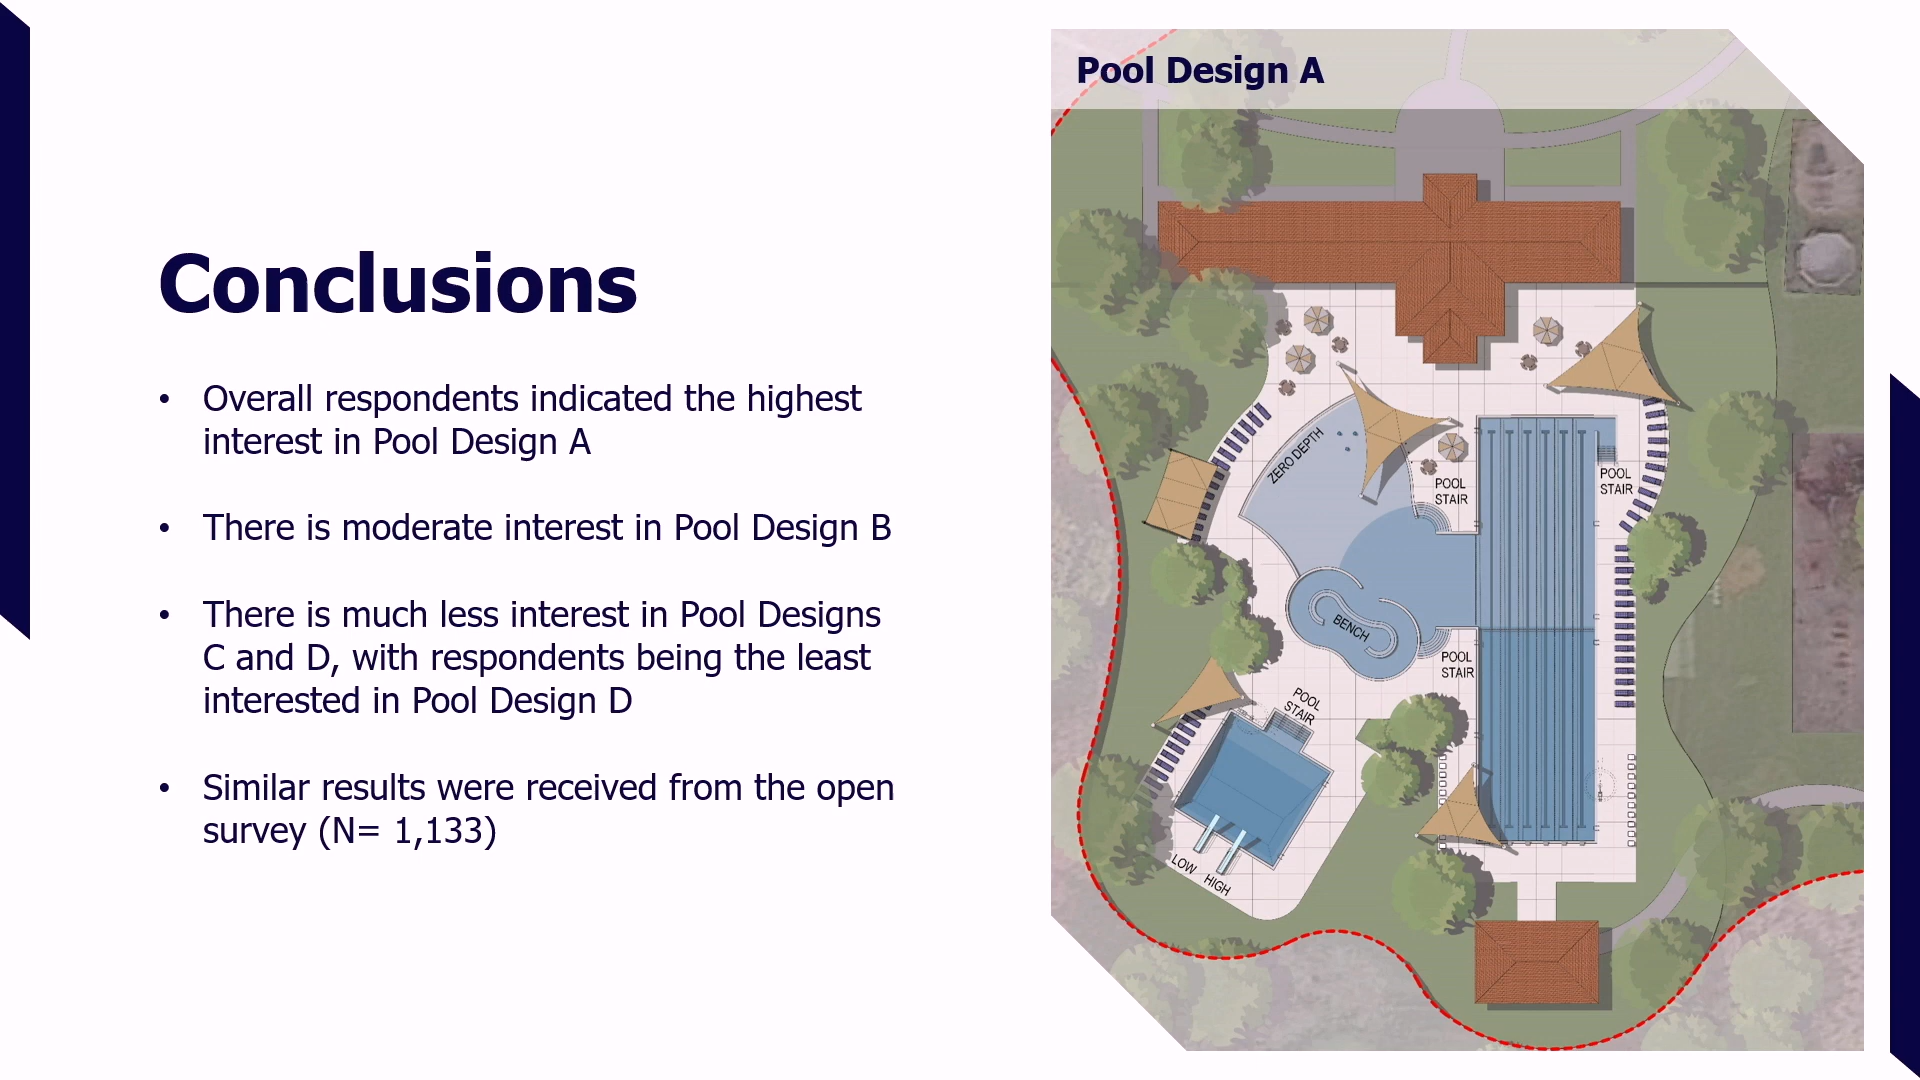 Conclusions
• Overall respondents indicated the highest
interest in Pool Design A
• There is moderate interest in Pool Design B
• There is much less interest in Pool Designs
C and D, with respondents being the least
interested in Pool Design D
• Similar results were received from the open
survey (N= 1,133)
Pool Design A
ZERO DEPTH
POOL
STAIR
POOL
STAIR
BENCH
POOL
STAIR
POOL
STAIR
LOW
HIGH